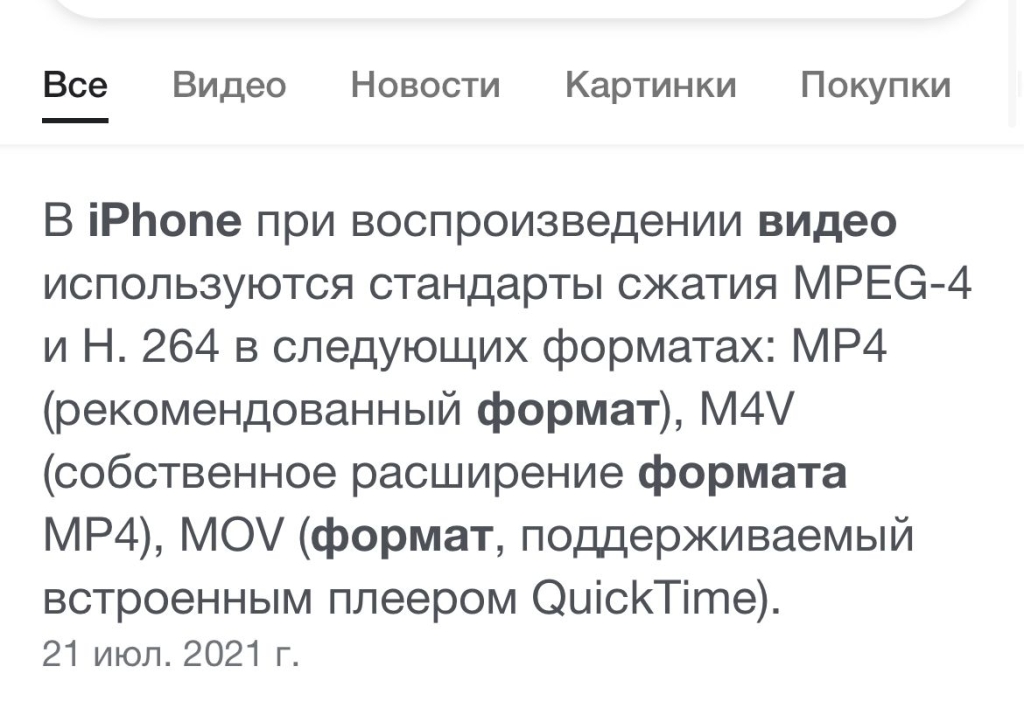 Все Видео Новости Картинки Покупки
В iPhone при воспроизведении видео
используются стандарты сжатия MPEG-4
и H. 264 в следующих форматах: MP4
(рекомендованный формат), M4V
(собственное расширение формата
MP4), MOV (формат, поддерживаемый
встроенным плеером QuickTime).
21 июл. 2021 г.